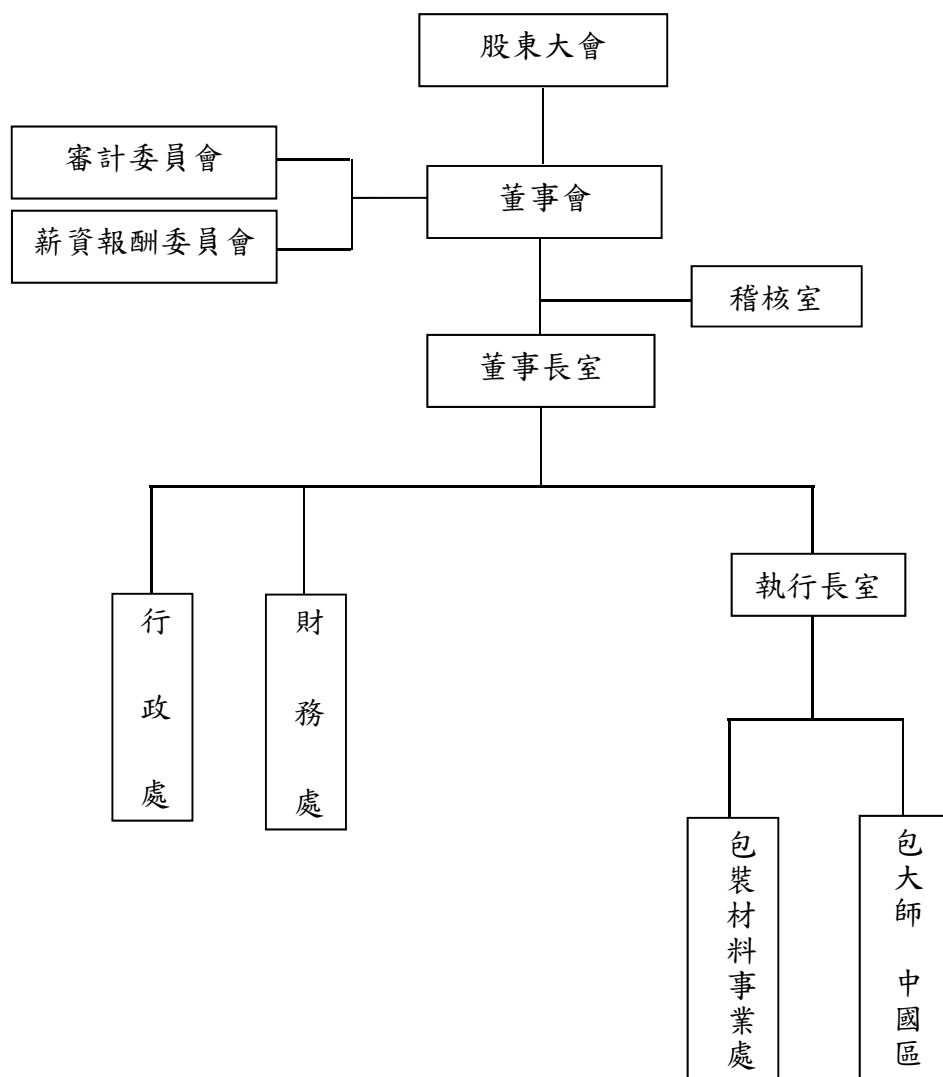 股東大會
審計委員會
董事會
薪資報酬委員會
稽核室
董事長室
執行長室
行政處
財務處
包裝材料事業處
包大師 中國區